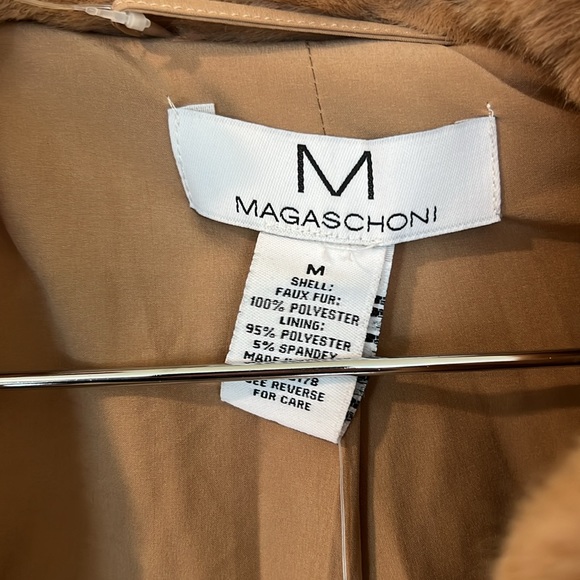 M
MAGASCHONI
M
SHELL:
FAUX FUR:
100% POLYESTER
LINING:
95% POLYESTER
5% SPANDEX
MADE
SEE REVERSE
FOR CARE